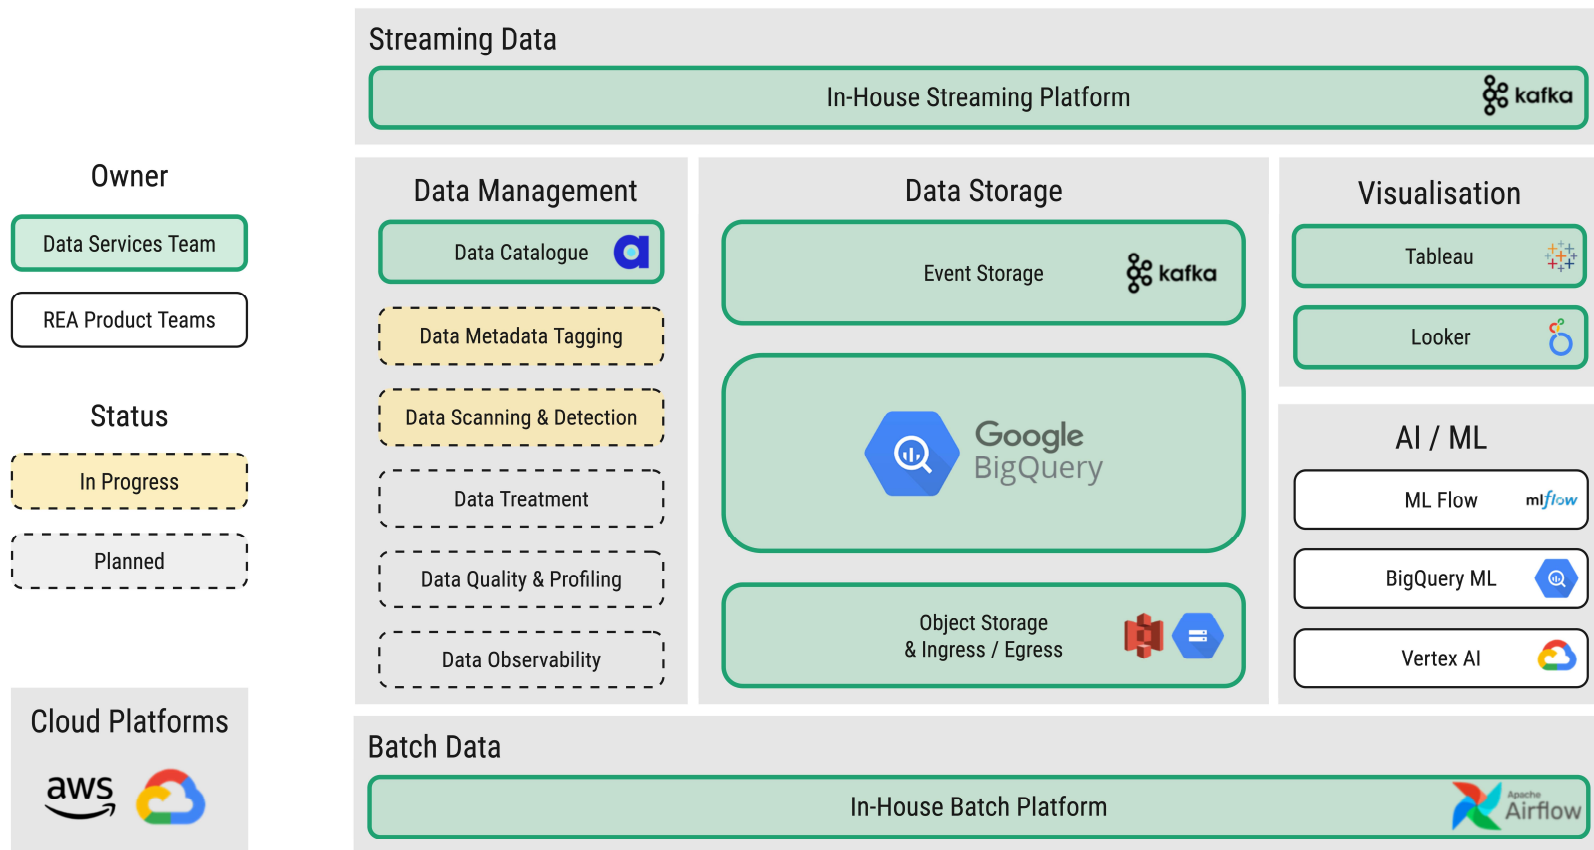 Streaming Data
In-House Streaming Platform
kafka
Owner
Data Services Team
REA Product Teams
Status
In Progress
Planned
Cloud Platforms
aws
Data Management
Data Catalogue
a
Data Metadata Tagging
Data Scanning & Detection
Data Treatment
Data Quality & Profiling
Data Observability
Data Storage
Event Storage
kafka
Google
BigQuery
Object Storage
& Ingress / Egress
Visualisation
Tableau
Looker
AI / ML
ML Flow
mlflow
BigQuery ML
Vertex AI
Batch Data
In-House Batch Platform
Apache
Airflow